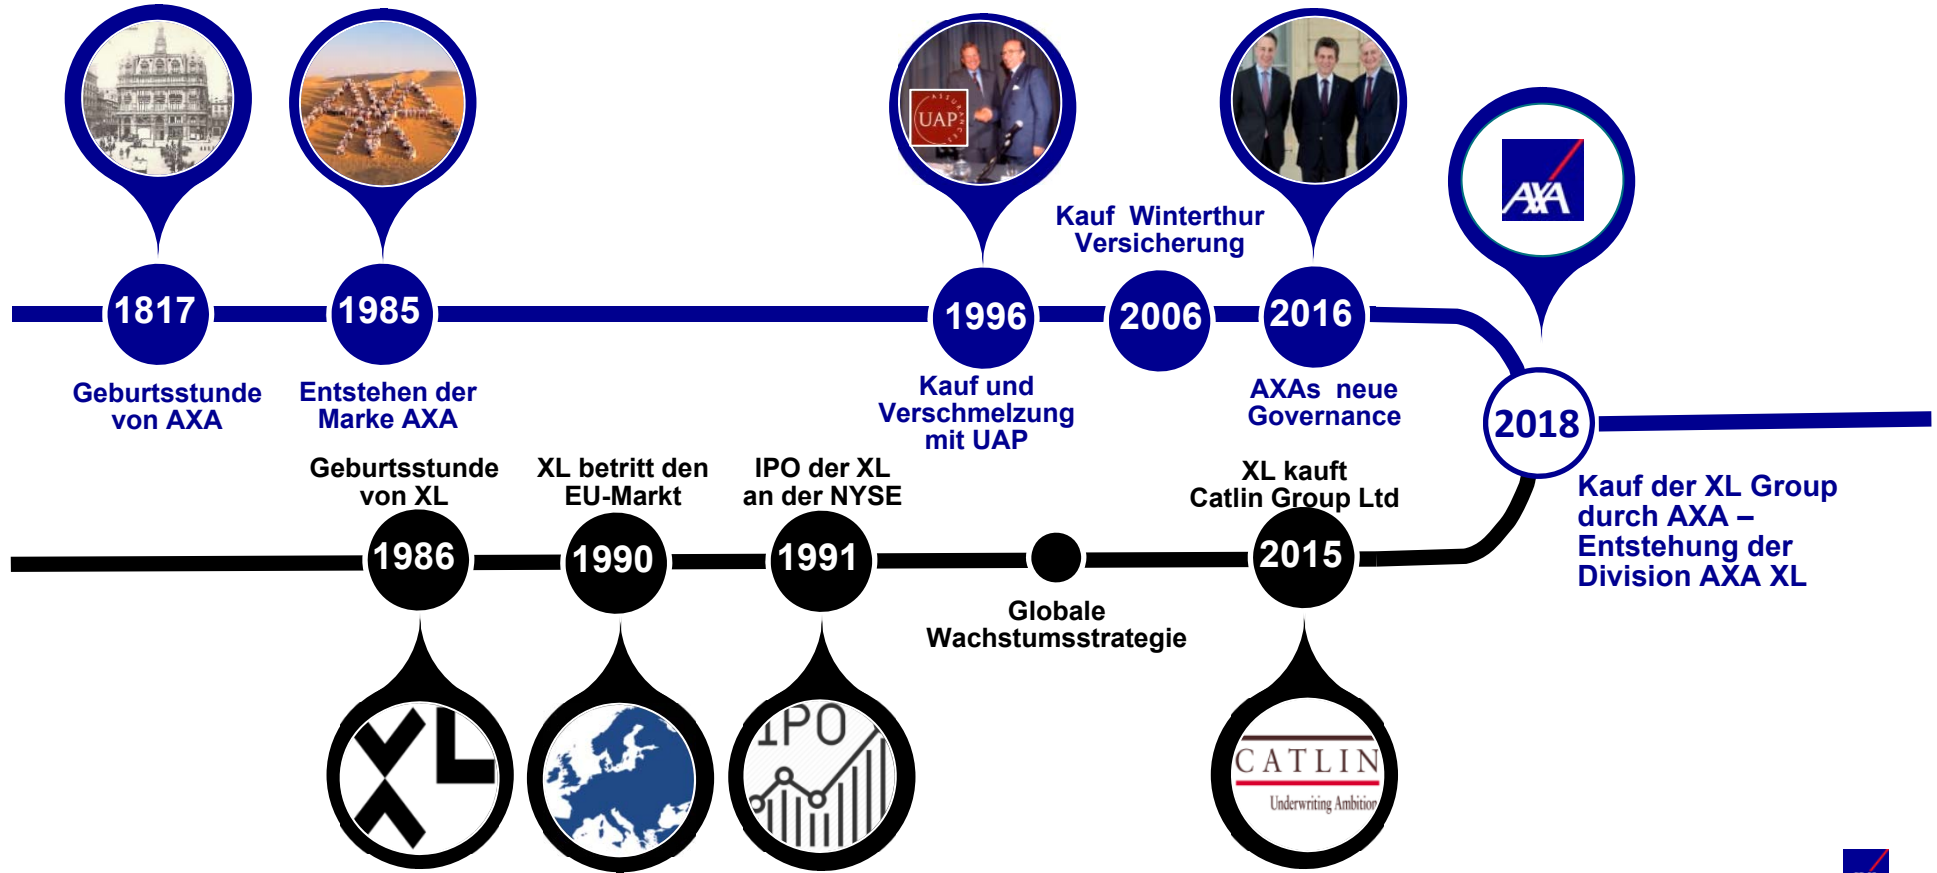 ASSURANCES
UAP
AXA
Kauf Winterthur
Versicherung
1817
1985
1996
2006
2016
Geburtsstunde
von AXA
Entstehen der
Marke AXA
Kauf und
Verschmelzung
mit UAP
AXAs neue
Governance
2018
Kauf der XL Group
durch AXA –
Entstehung der
Division AXA XL
Geburtsstunde
von XL
XL betritt den
EU-Markt
IPO der XL
an der NYSE
XL kauft
Catlin Group Ltd
1986
1990
1991
2015
Globale
Wachstumsstrategie
XL
IPO
CATLIN
Underwriting Ambition